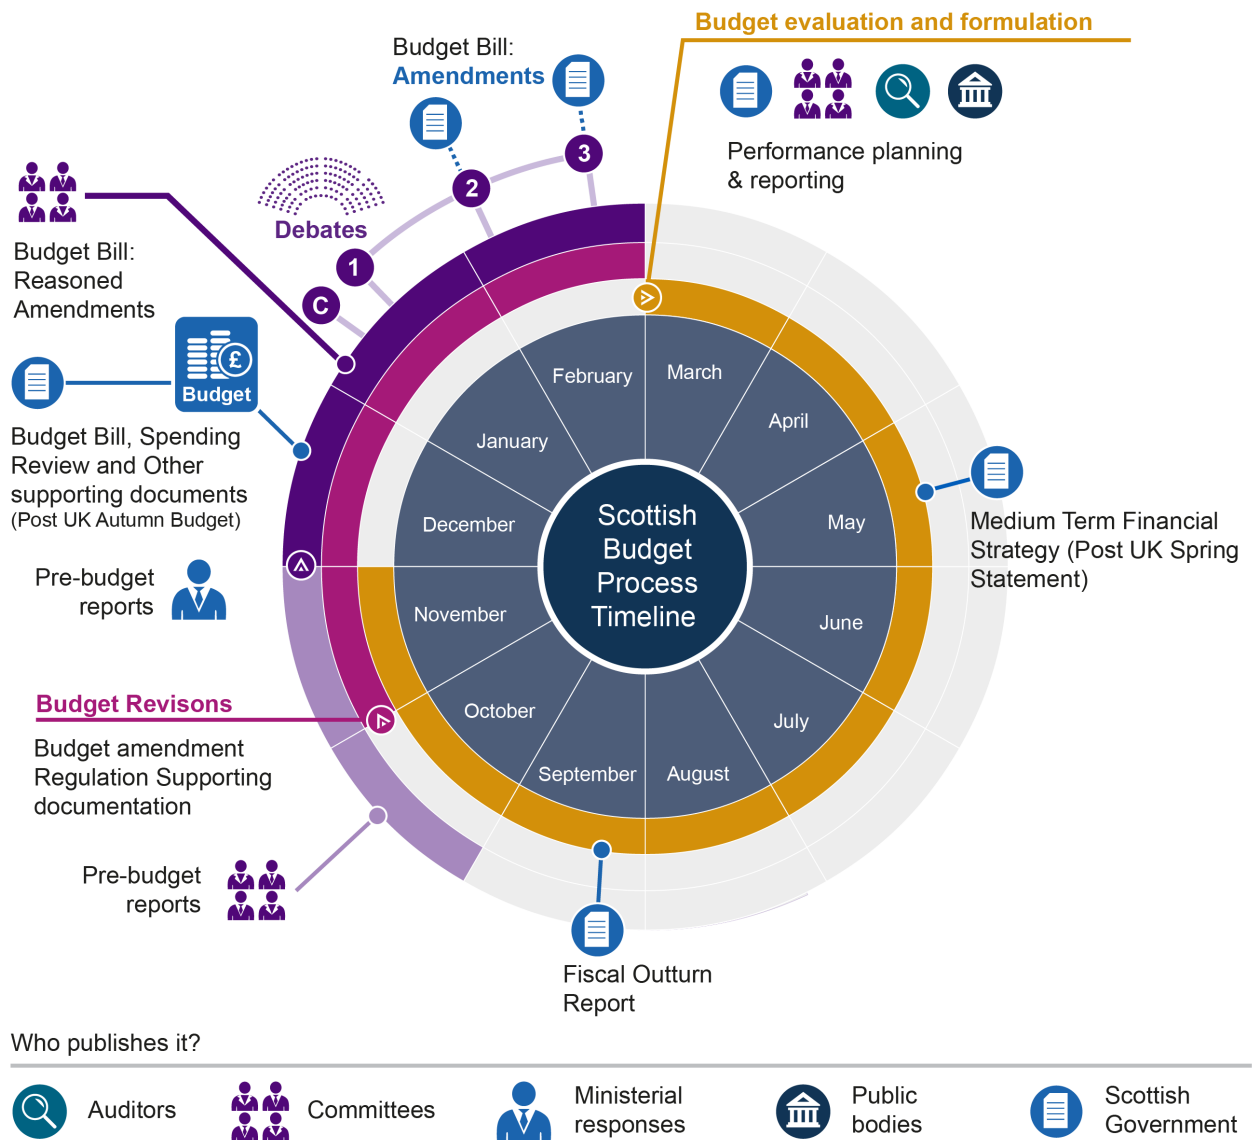 Budget evaluation and formulation
Performance planning
& reporting
Budget Bill:
Amendments
3
2
Debates
1
C
Budget Bill:
Reasoned
Amendments
£
Budget
Budget Bill, Spending
Review and Other
supporting documents
(Post UK Autumn Budget)
Pre-budget
reports
Budget Revisons
Budget amendment
Regulation Supporting
documentation
Pre-budget
reports
February
March
January
April
December
May
November
June
October
July
September
August
Scottish
Budget
Process
Timeline
Medium Term Financial
Strategy (Post UK Spring
Statement)
Fiscal Outturn
Report
Who publishes it?
Auditors
Committees
Ministerial
responses
Public
bodies
Scottish
Government